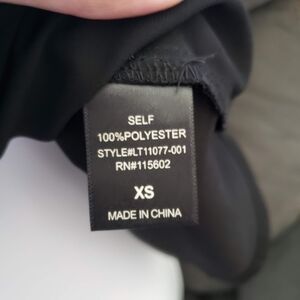 SELF
100%POLYESTER
STYLE#LT11077-001
RN#115602
XS
MADE IN CHINA